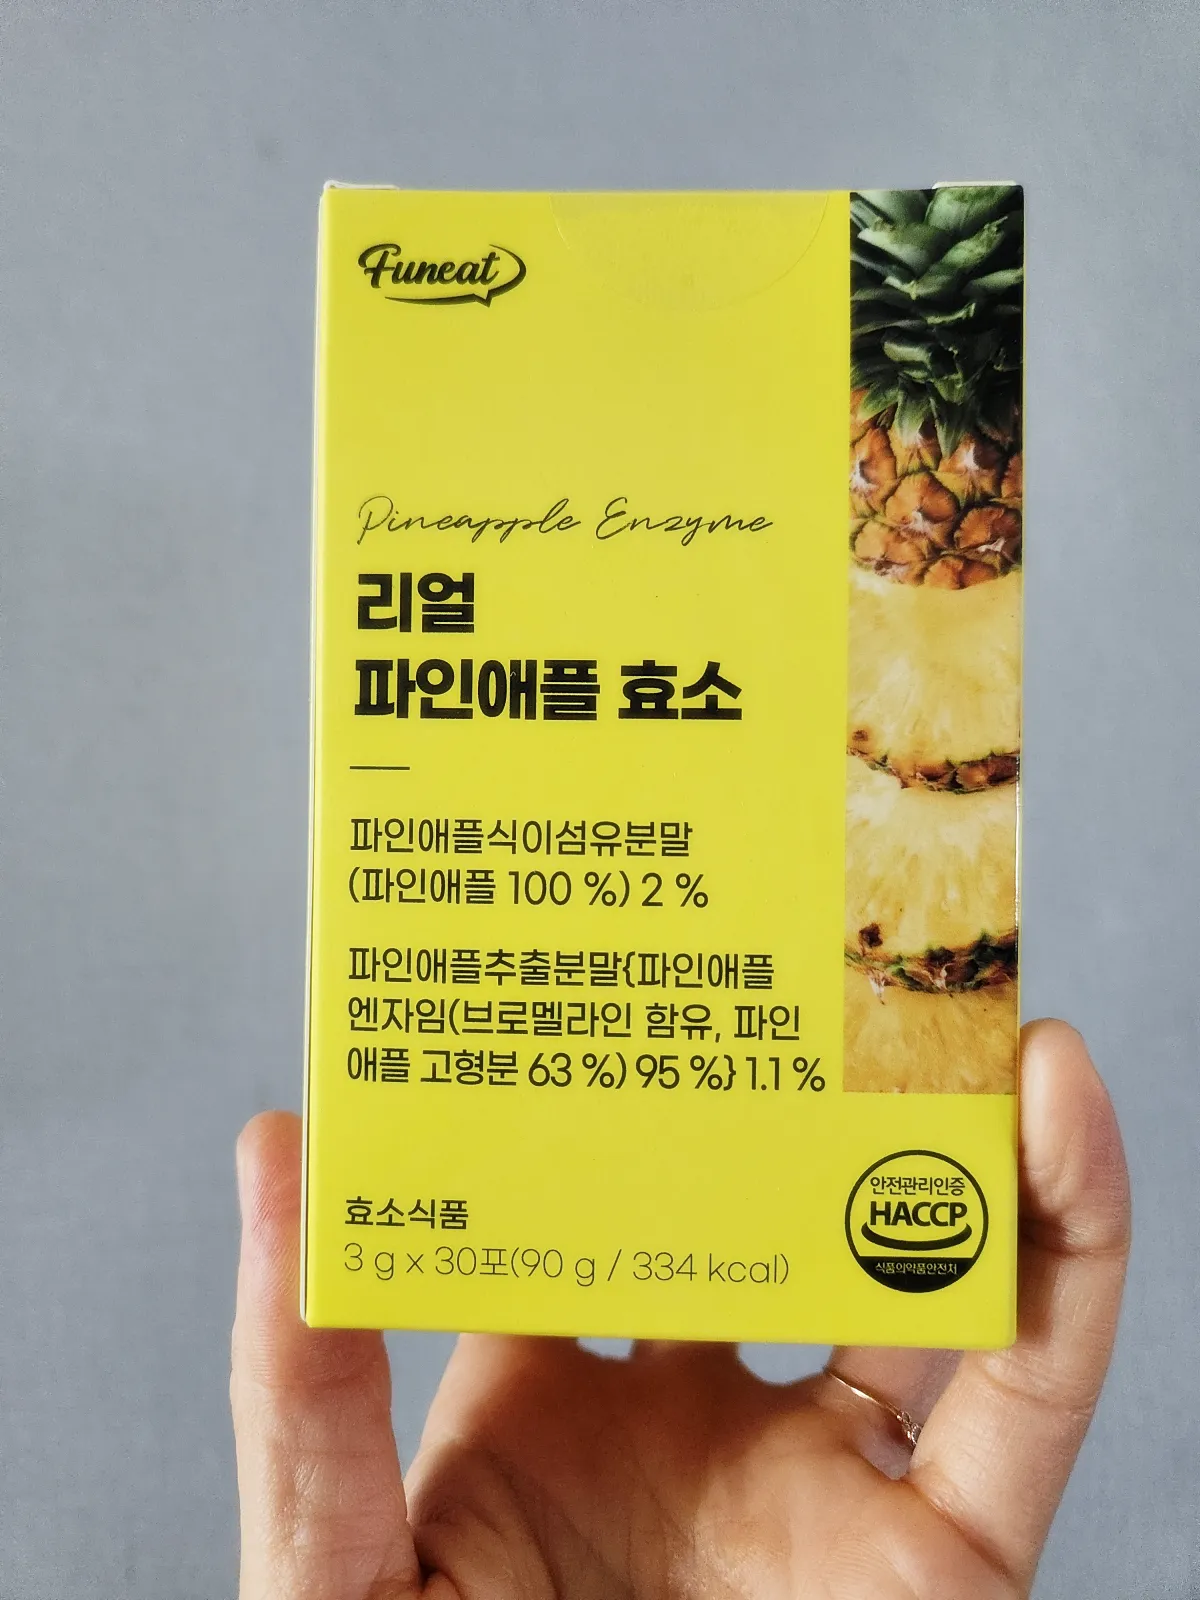 Funeat
Pineapple Enzyme
리얼
파인애플 효소
파인애플식이섬유분말
(파인애플 100 %) 2 %
파인애플추출분말{파인애플
엔자임(브로멜라인 함유, 파인
애플 고형분 63 %) 95 %} 1.1 %
효소식품
3 g x 30포(90 g / 334 kcal)
안전관리인증
HACCP
식품의약품안전처